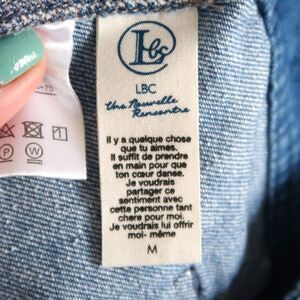 Lbc
LBC
Une Nouvelle
Rencontre
il y a quelque chose
que tu aimes.
Il suffit de prendre
en main pour que
ton cœur danse.
Je voudrais
partager ce
sentiment avec
cette personne tant
chere pour moi.
Je voudrais lui offrir
moi- même
M
P W